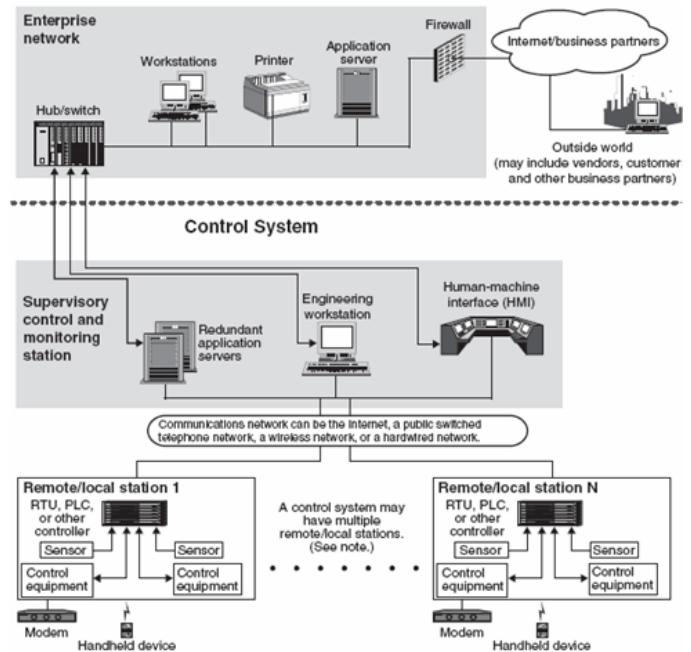 Enterprise
network
Workstations
Printer
Application
server
Firewall
Internet/business partners
Hub/switch
Outside world
(may include vendors, customer
and other business partners)
Control System
Supervisory
control and
monitoring
station
Redundant
application
servers
Engineering
workstation
Human-machine
interface (HMI)
Communications network can be the Internet, a public switched
telephone network, a wireless network, or a hardwired network.
Remote/local station 1
RTU, PLC,
or other
controller
Sensor
Sensor
Control
equipment
Control
equipment
Modem
Handheld device
A control system may
have multiple
remote/local stations.
(See note.)
Remote/local station N
RTU, PLC,
or other
controller
Sensor
Sensor
Control
equipment
Control
equipment
Modem
Handheld device